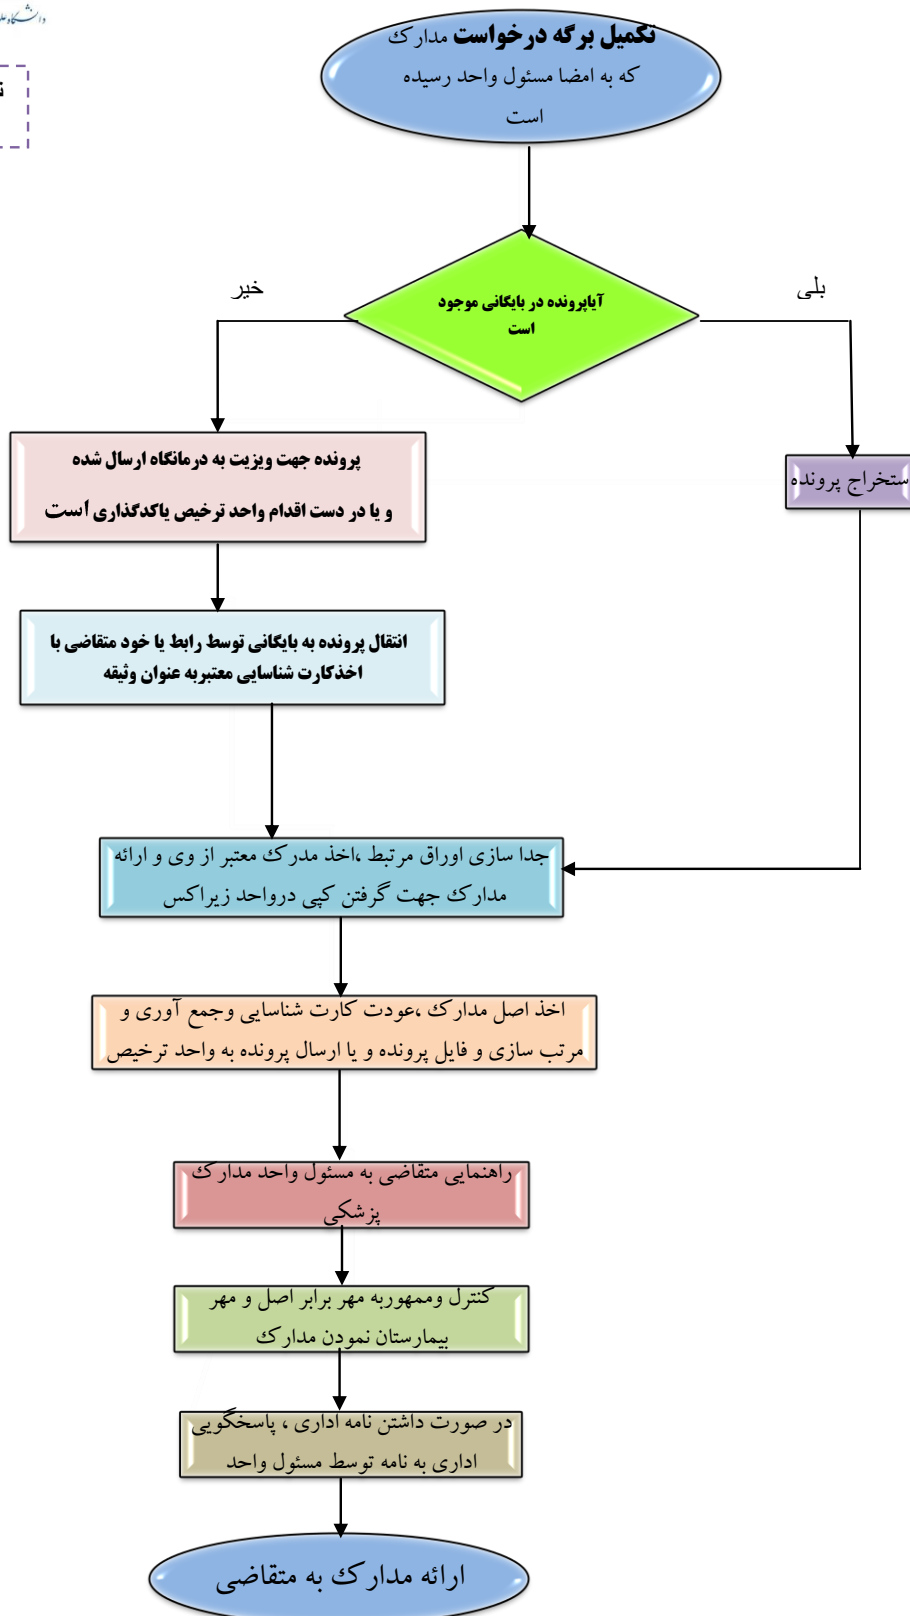 تکمیل برگه درخواست مدارک
که به امضا مسئول واحد رسیده
است
بلی
خیر
آیاپرونده در بایگانی موجود
است
پرونده جهت ویزیت به درمانگاه ارسال شده
و یا در دست اقدام واحد ترخیص یاکدگذاری است
ستخراج پرونده
انتقال پرونده به بایگانی توسط رابط یا خود متقاضی با
اخذکارت شناسایی معتبربه عنوان وثیقه
جدا سازی اوراق مرتبط ،اخذ مدرک معتبر از وی و ارائه
مدارک جهت گرفتن کپی درواحد زیراکس
اخذ اصل مدارک ،عودت کارت شناسایی وجمع آوری و
مرتب سازی و فایل پرونده و یا ارسال پرونده به واحد ترخیص
راهنمایی متقاضی به مسئول واحد مدارک
پزشکی
کنترل وممهوربه مهر برابر اصل و مهر
بیمارستان نمودن مدارک
در صورت داشتن نامه اداری ، پاسخگویی
اداری به نامه توسط مسئول واحد
ارائه مدارک به متقاضی